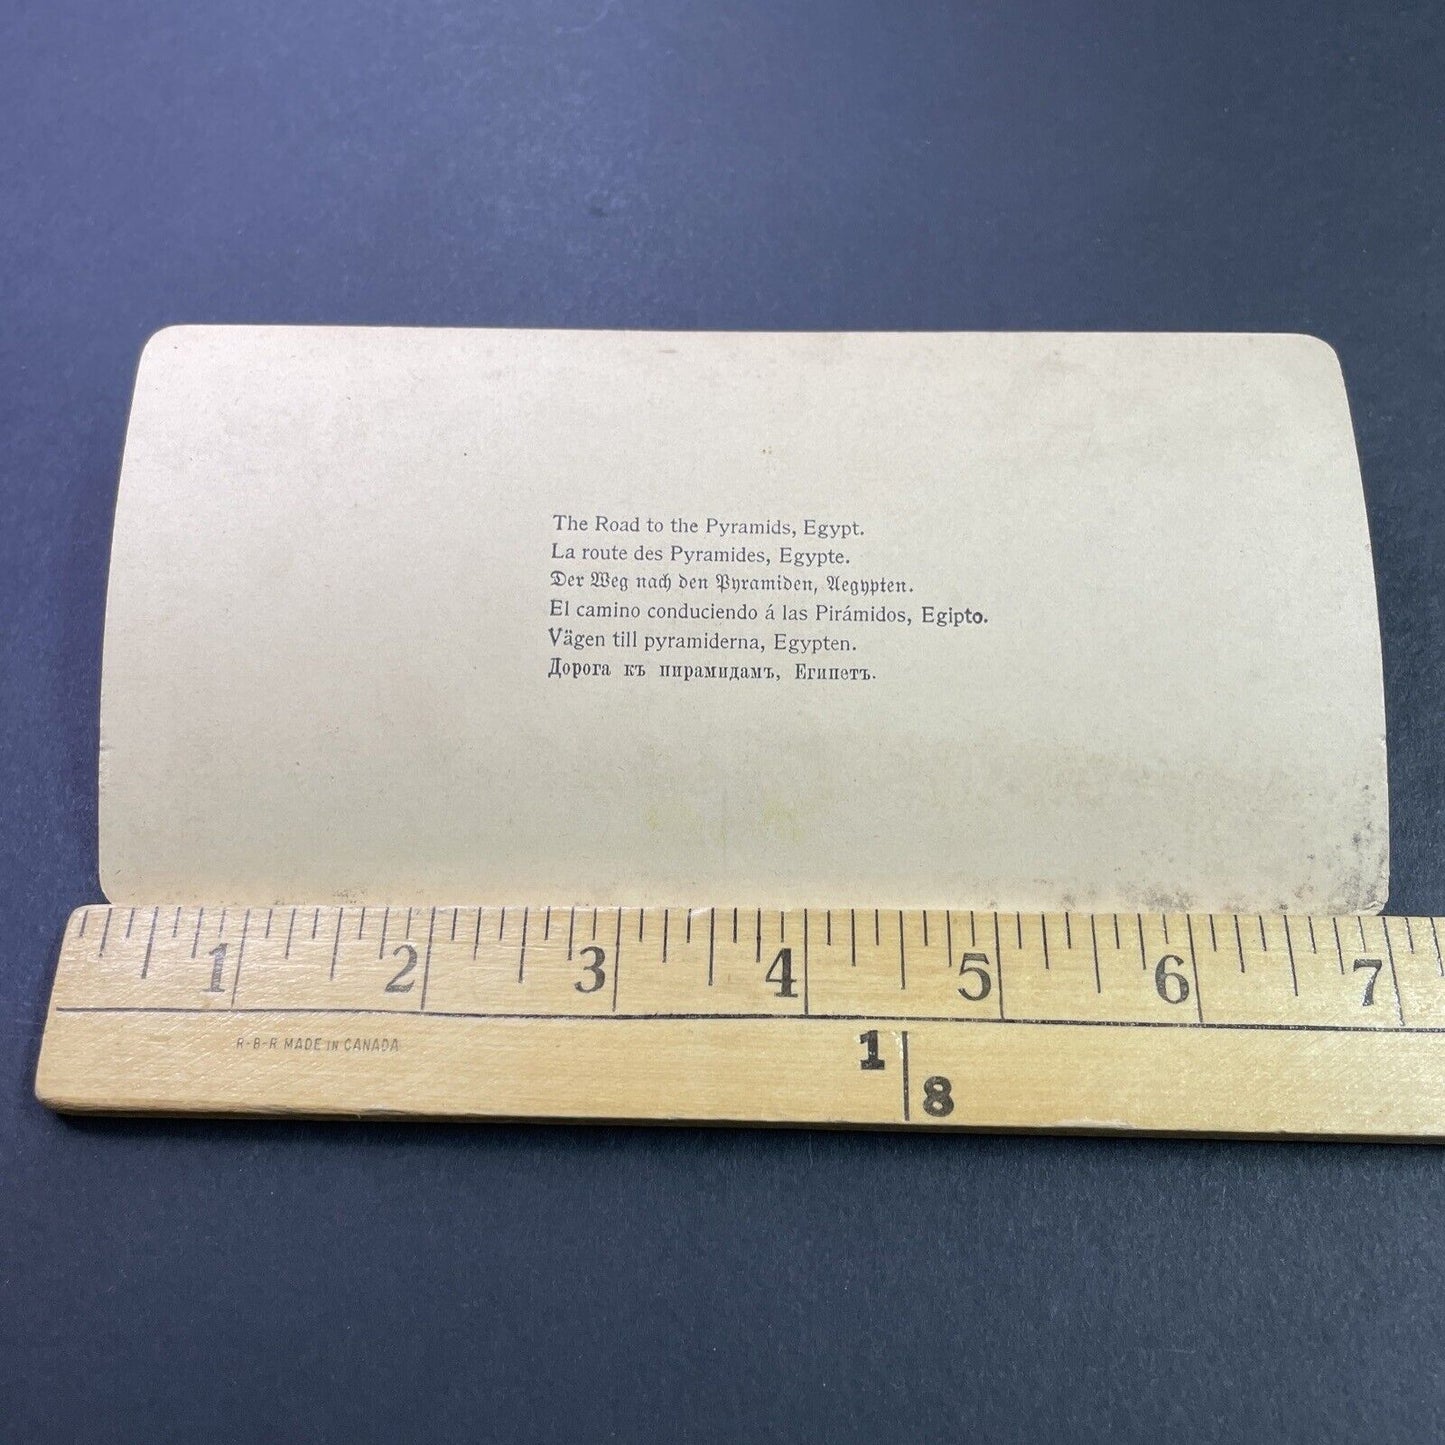 The Road to the Pyramids, Egypt.
La route des Pyramides, Egypte.
Der Weg nach den Pyramiden, Aegypten.
El camino conduciendo á las Pirámidos, Egipto.
Vägen till pyramiderna, Egypten.
Дорога къ пирамидамъ, Египетъ.
1 2 3 4 5 6 7
R-B-R MADE IN CANADA
1
8